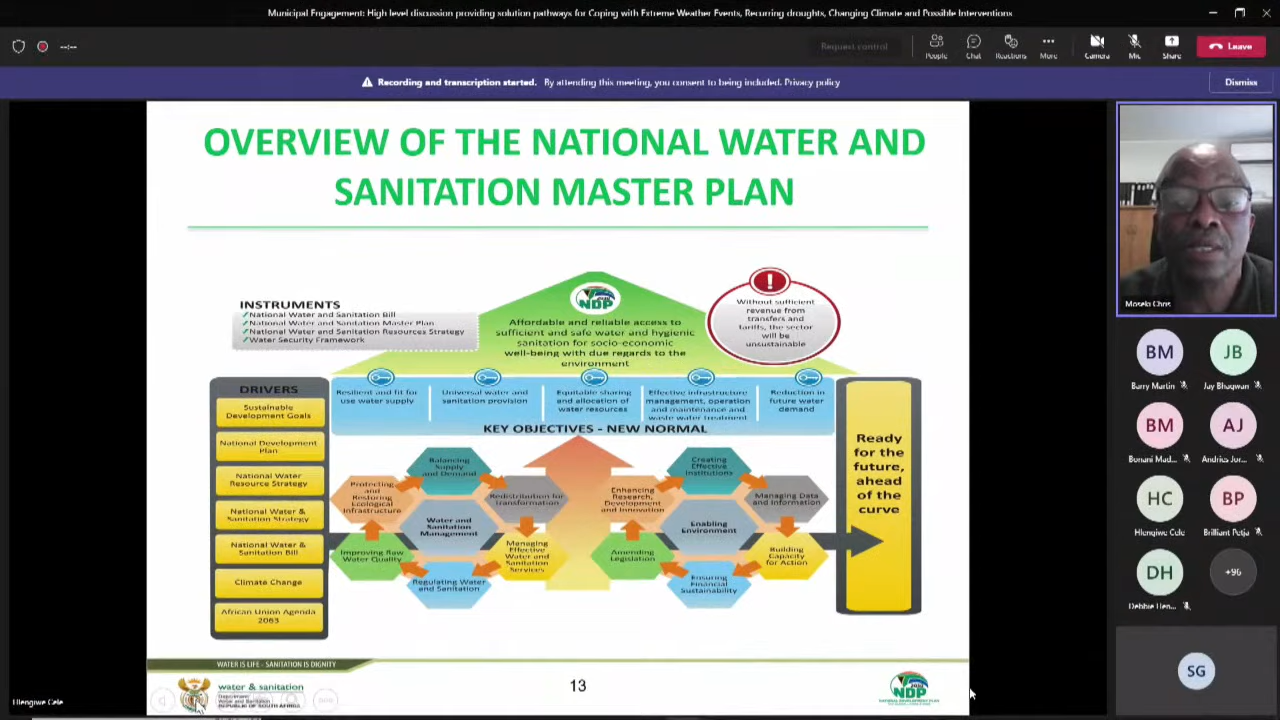 Municipal Engagement: High level discussion providing solution pathways for Coping with Extreme Weather Events, Recurring droughts, Changing Climate and Possible Interventions
--:--
Request control
People
Chat
Reactions
More
Camera
Mic
Share
Leave
Recording and transcription started. By attending this meeting, you consent to being included. Privacy policy
Dismiss
OVERVIEW OF THE NATIONAL WATER AND
SANITATION MASTER PLAN
INSTRUMENTS
✓National Water and Sanitation Bill
✓National Water and Sanitation Master Plan
✓National Water and Sanitation Resources Strategy
✓Water Security Framework
NDP
Affordable and reliable access to
sufficient and safe water and hygienic
sanitation for socio-economic
well-being with due regards to the
environment
!
Without sufficient
revenue from
transfers and
tariffs, the sector
will be
unsustainable
DRIVERS
Sustainable
Development Goals
National Development
Plan
National Water
Resource Strategy
National Water &
Sanitation Strategy
National Water &
Sanitation Bill
Climate Change
African Union Agenda
2063
Resilient and fit for
use water supply
Universal water and
sanitation provision
Equitable sharing
and allocation of
water resources
Effective infrastructure
management, operation
and maintenance and
waste water treatment
Reduction in
future water
demand
KEY OBJECTIVES - NEW NORMAL
Balancing
Supply
and Demand
Protecting
and
Restoring
Ecological
Infrastructure
Redistribution for
transformation
Water and
Sanitation
Management
Improving Raw
Water Quality
Managing
Effective
Water and
Sanitation
Services
Regulating Water
and Sanitation
Creating
Effective
Institutions
Enhancing
Research,
Development
and Innovation
Managing Data
and Information
Enabling
Environment
Amending
Legislation
Building
Capacity
for Action
Ensuring
Financial
Sustainability
Ready
for the
future,
ahead
of the
curve
WATER IS LIFE - SANITATION IS DIGNITY
water & sanitation
Department:
Water and Sanitation
REPUBLIC OF SOUTH AFRICA
13
NDP
NATIONAL DEVELOPMENT PLAN
Hlengiwe Cele
Mosela Chris
BM
Barry Martin
JB
Jay Bhagwan
BM
Bonani Mad...
AJ
Andries Jor...
HC
Hlengiwe Cele
BP
Brilliant Petja
DH
Debbie Hen...
+96
SG